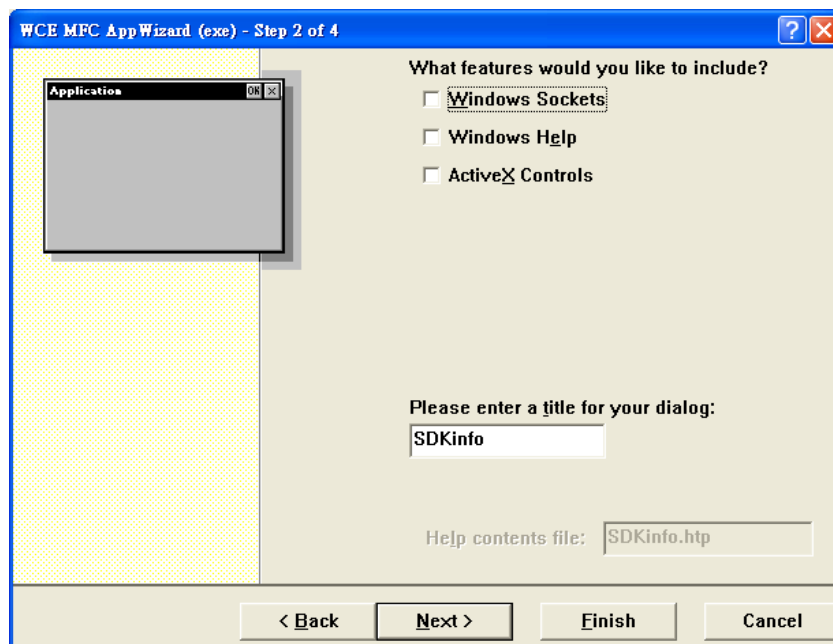 WCE MFC AppWizard (exe) - Step 2 of 4
Application
OK
What features would you like to include?
Windows Sockets
Windows Help
ActiveX Controls
Please enter a title for your dialog:
SDKinfo
Help contents file: SDKinfo.htp
< Back Next > Finish Cancel